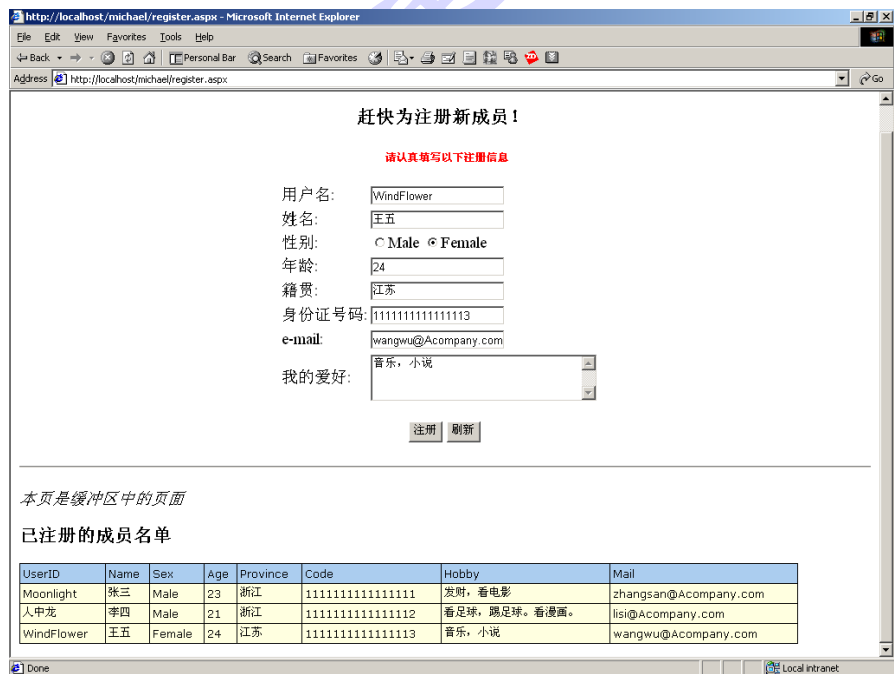 http://localhost/michael/register.aspx - Microsoft Internet Explorer
File Edit View Favorites Tools Help
Back Personal Bar Search Favorites
Address http://localhost/michael/register.aspx Go
赶快为注册新成员!
请认真填写以下注册信息
用户名: WindFlower
姓名: 王五
性别: Male Female
年龄: 24
籍贯: 江苏
身份证号码: 1111111111111113
e-mail: wangwu@Acompany.com
我的爱好: 音乐，小说
注册 刷新
本页是缓冲区中的页面
已注册的成员名单
UserID Name Sex Age Province Code Hobby Mail
Moonlight 张三 Male 23 浙江 1111111111111111 发财，看电影 zhangsan@Acompany.com
人中龙 李四 Male 21 浙江 1111111111111112 看足球，踢足球。看漫画。 lisi@Acompany.com
WindFlower 王五 Female 24 江苏 1111111111111113 音乐，小说 wangwu@Acompany.com
Done Local intranet